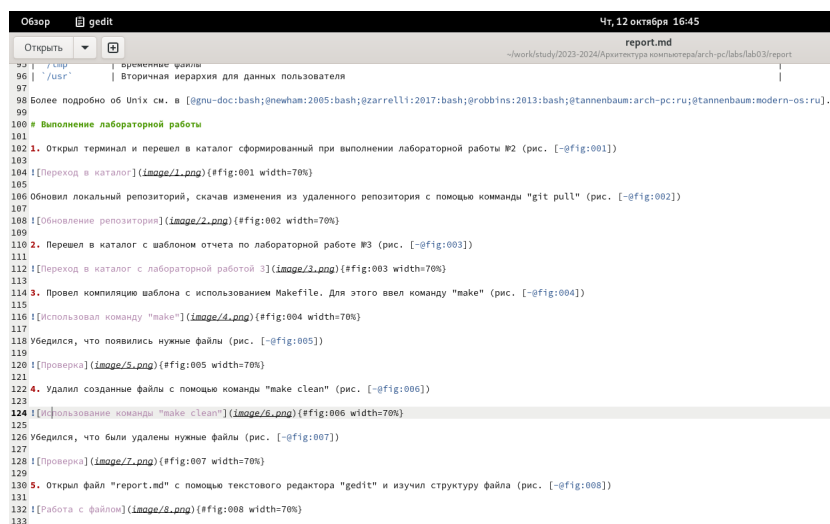 Обзор gedit Чт, 12 октября 16:45
Открыть report.md
~/work/study/2023-2024/Архитектура компьютера/arch-pc/labs/lab03/report
95 | `/tmp` | Временные файлы |
96 | `/usr` | Вторичная иерархия для данных пользователя |
97
98 Более подробно об Unix см. в [@gnu-doc:bash;@newham:2005:bash;@zarrelli:2017:bash;@robbins:2013:bash;@tannenbaum:arch-pc:ru;@tannenbaum:modern-os:ru].
99
100 # Выполнение лабораторной работы
101
102 1. Открыл терминал и перешел в каталог сформированный при выполнении лабораторной работы №2 (рис. [-@fig:001])
103
104 ![Переход в каталог](image/1.png){#fig:001 width=70%}
105
106 Обновил локальный репозиторий, скачав изменения из удаленного репозитория с помощью комманды "git pull" (рис. [-@fig:002])
107
108 ![Обновление репозитория](image/2.png){#fig:002 width=70%}
109
110 2. Перешел в каталог с шаблоном отчета по лабораторной работе №3 (рис. [-@fig:003])
111
112 ![Переход в каталог с лабораторной работой 3](image/3.png){#fig:003 width=70%}
113
114 3. Провел компиляцию шаблона с использованием Makefile. Для этого ввел команду "make" (рис. [-@fig:004])
115
116 ![Использовал команду "make"](image/4.png){#fig:004 width=70%}
117
118 Убедился, что появились нужные файлы (рис. [-@fig:005])
119
120 ![Проверка](image/5.png){#fig:005 width=70%}
121
122 4. Удалил созданные файлы с помощью команды "make clean" (рис. [-@fig:006])
123
124 ![Использование команды "make clean"](image/6.png){#fig:006 width=70%}
125
126 Убедился, что были удалены нужные файлы (рис. [-@fig:007])
127
128 ![Проверка](image/7.png){#fig:007 width=70%}
129
130 5. Открыл файл "report.md" с помощью текстового редактора "gedit" и изучил структуру файла (рис. [-@fig:008])
131
132 ![Работа с файлом](image/8.png){#fig:008 width=70%}
133